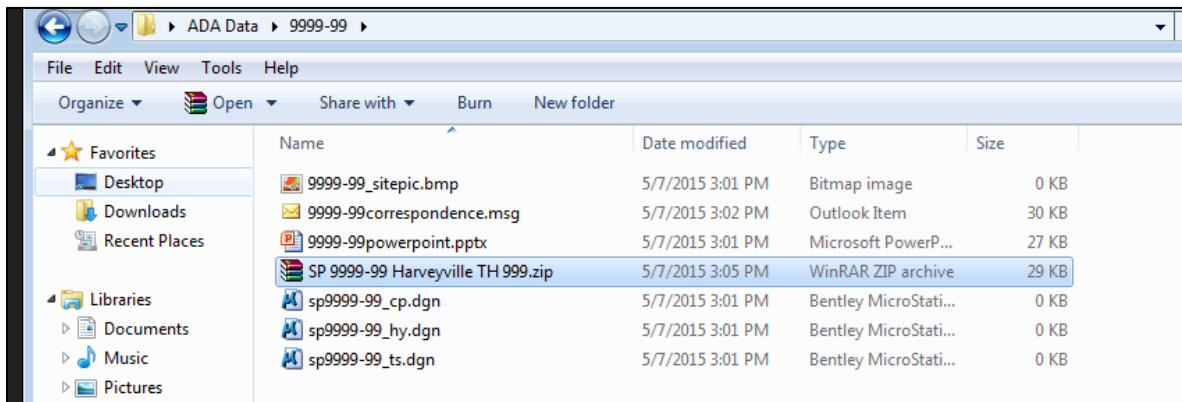 ADA Data 9999-99
File Edit View Tools Help
Organize Open Share with Burn New folder
Favorites
Desktop
Downloads
Recent Places
Libraries
Documents
Music
Pictures
Name Date modified Type Size
9999-99_sitepic.bmp 5/7/2015 3:01 PM Bitmap image 0 KB
9999-99correspondence.msg 5/7/2015 3:02 PM Outlook Item 30 KB
9999-99powerpoint.pptx 5/7/2015 3:01 PM Microsoft PowerP... 27 KB
SP 9999-99 Harveyville TH 999.zip 5/7/2015 3:05 PM WinRAR ZIP archive 29 KB
sp9999-99_cp.dgn 5/7/2015 3:01 PM Bentley MicroStati... 0 KB
sp9999-99_hy.dgn 5/7/2015 3:01 PM Bentley MicroStati... 0 KB
sp9999-99_ts.dgn 5/7/2015 3:01 PM Bentley MicroStati... 0 KB